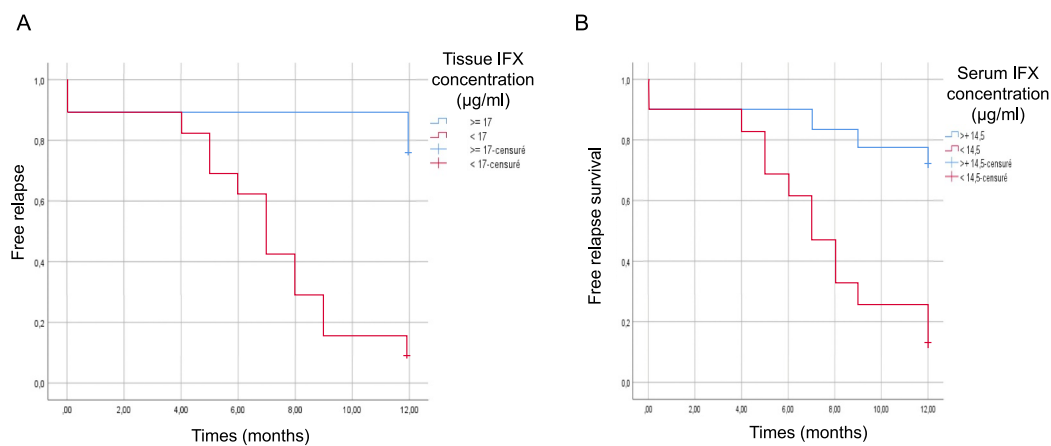 A
Tissue IFX
concentration
(µg/ml)
>= 17
< 17
>= 17-censuré
< 17-censuré
Free relapse
1,0
0,8
0,6
0,4
0,2
0,0
,00 2,00 4,00 6,00 8,00 10,00 12,00
Times (months)
B
Serum IFX
concentration
(µg/ml)
>+ 14,5
< 14,5
>+ 14,5-censuré
< 14,5-censuré
Free relapse survival
1,0
0,8
0,6
0,4
0,2
0,0
,00 2,00 4,00 6,00 8,00 10,00 12,00
Times (months)